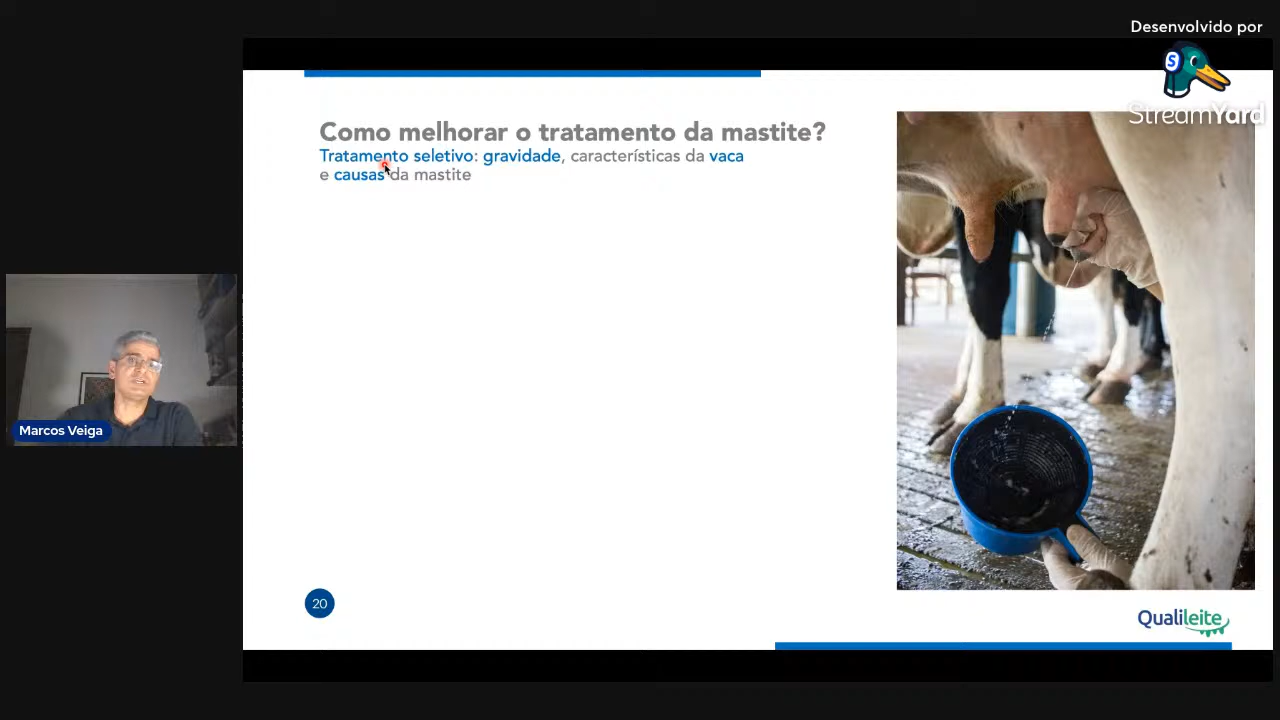 Desenvolvido por
StreamYard
Como melhorar o tratamento da mastite?
Tratamento seletivo: gravidade, características da vaca
e causas da mastite
Marcos Veiga
20
Qualileite